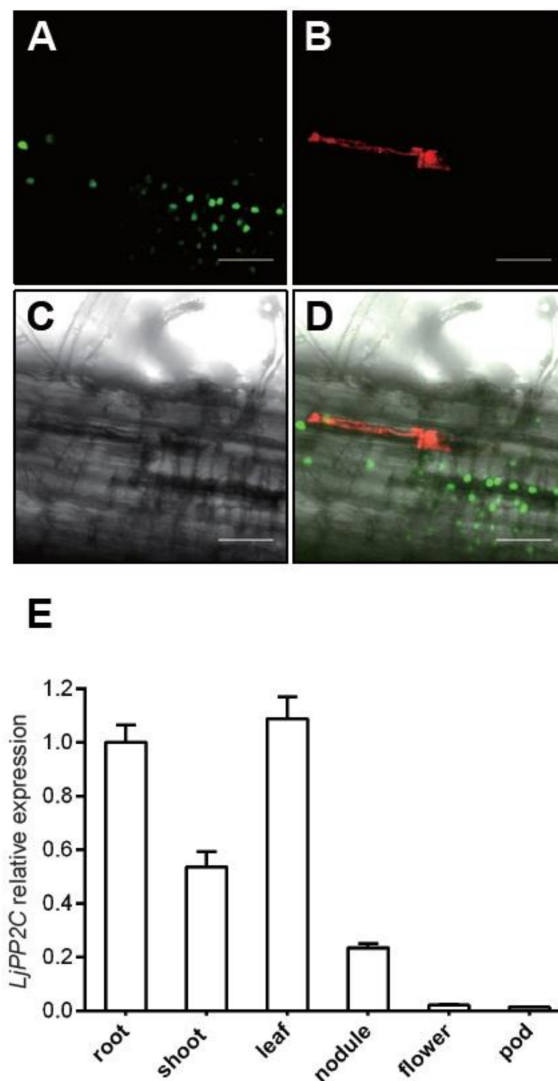 A
B
C
D
E
LjPP2C relative expression
1.2
1.0
0.8
0.6
0.4
0.2
0.0
root
shoot
leaf
nodule
flower
pod